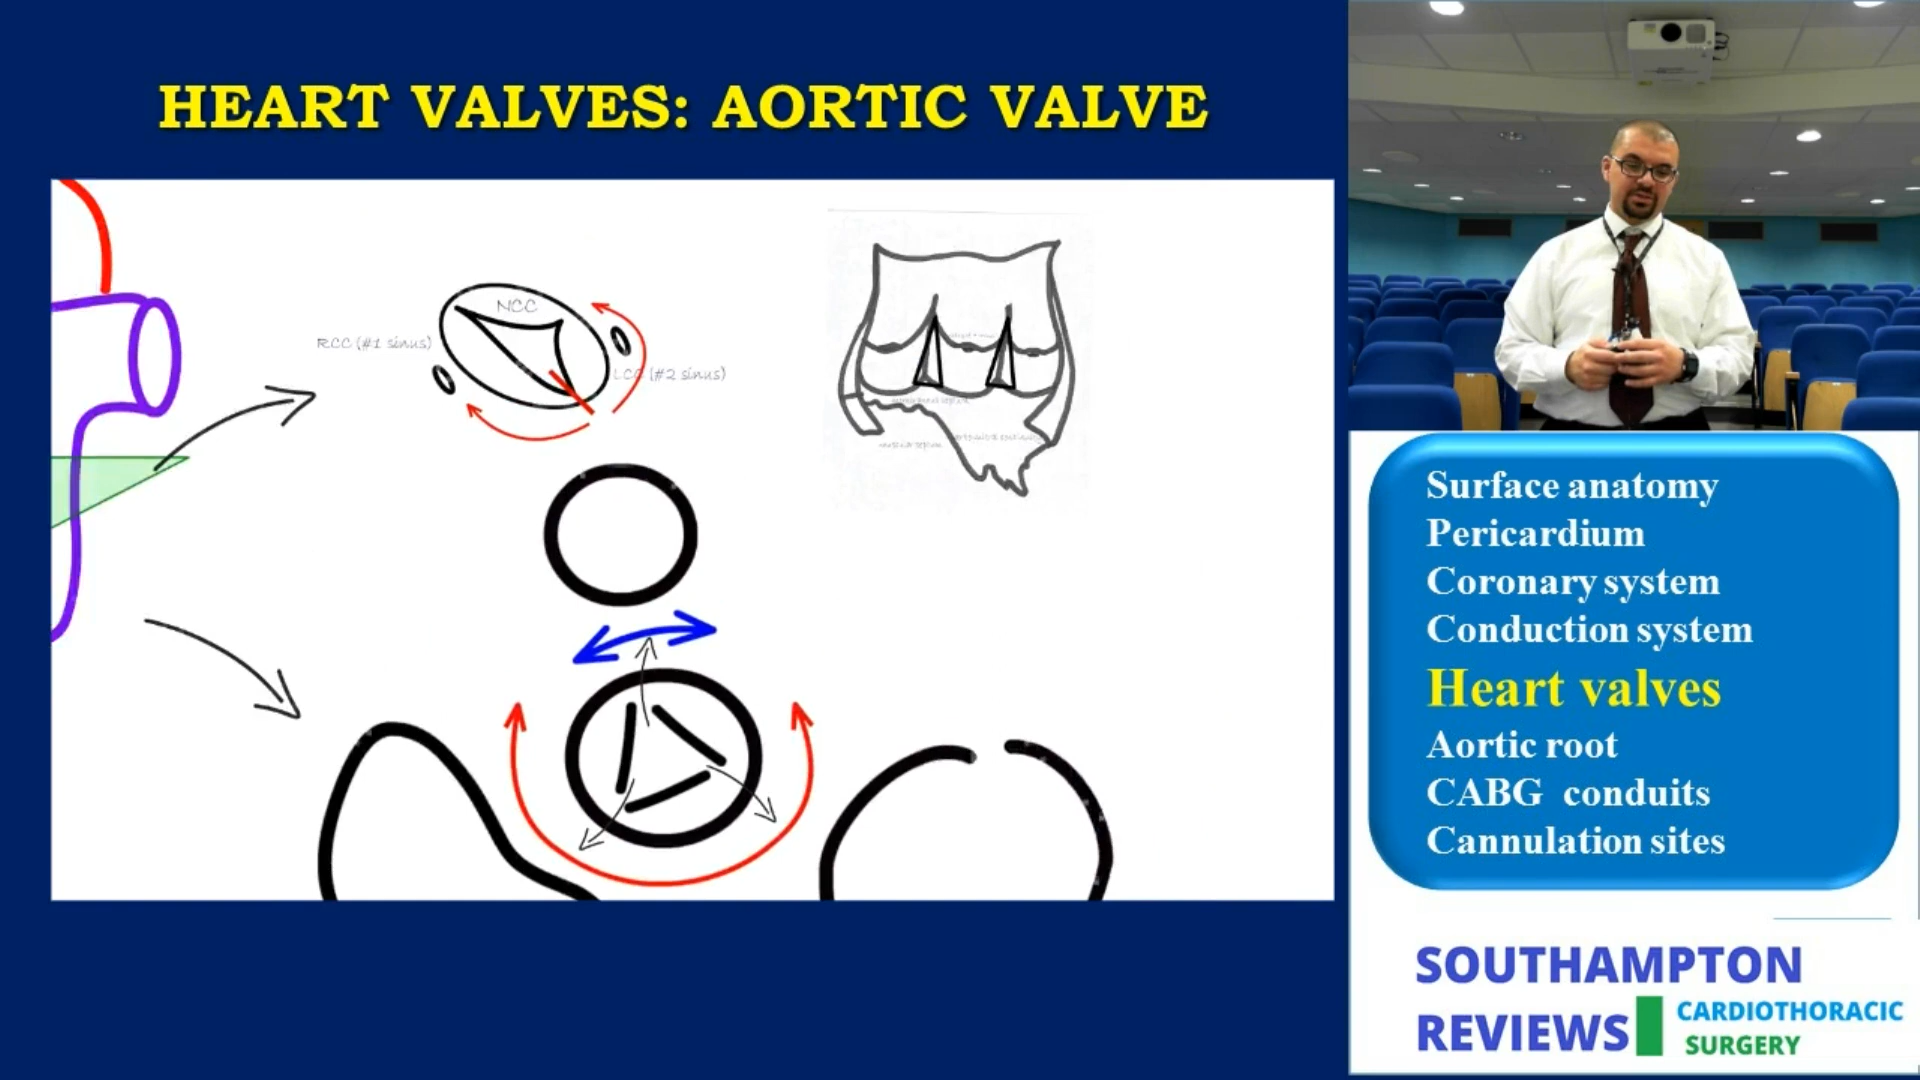 HEART VALVES: AORTIC VALVE
NCC
RCC (#1 sinus)
LCC (#2 sinus)
Surface anatomy
Pericardium
Coronary system
Conduction system
Heart valves
Aortic root
CABG conduits
Cannulation sites
SOUTHAMPTON
REVIEWS
CARDIOTHORACIC
SURGERY